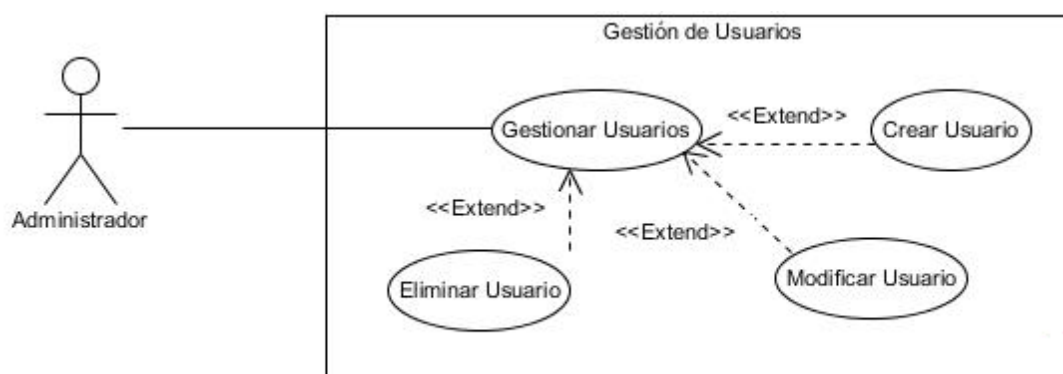 Gestión de Usuarios
Gestionar Usuarios
<<Extend>>
Crear Usuario
Administrador
<<Extend>>
<<Extend>>
Eliminar Usuario
Modificar Usuario